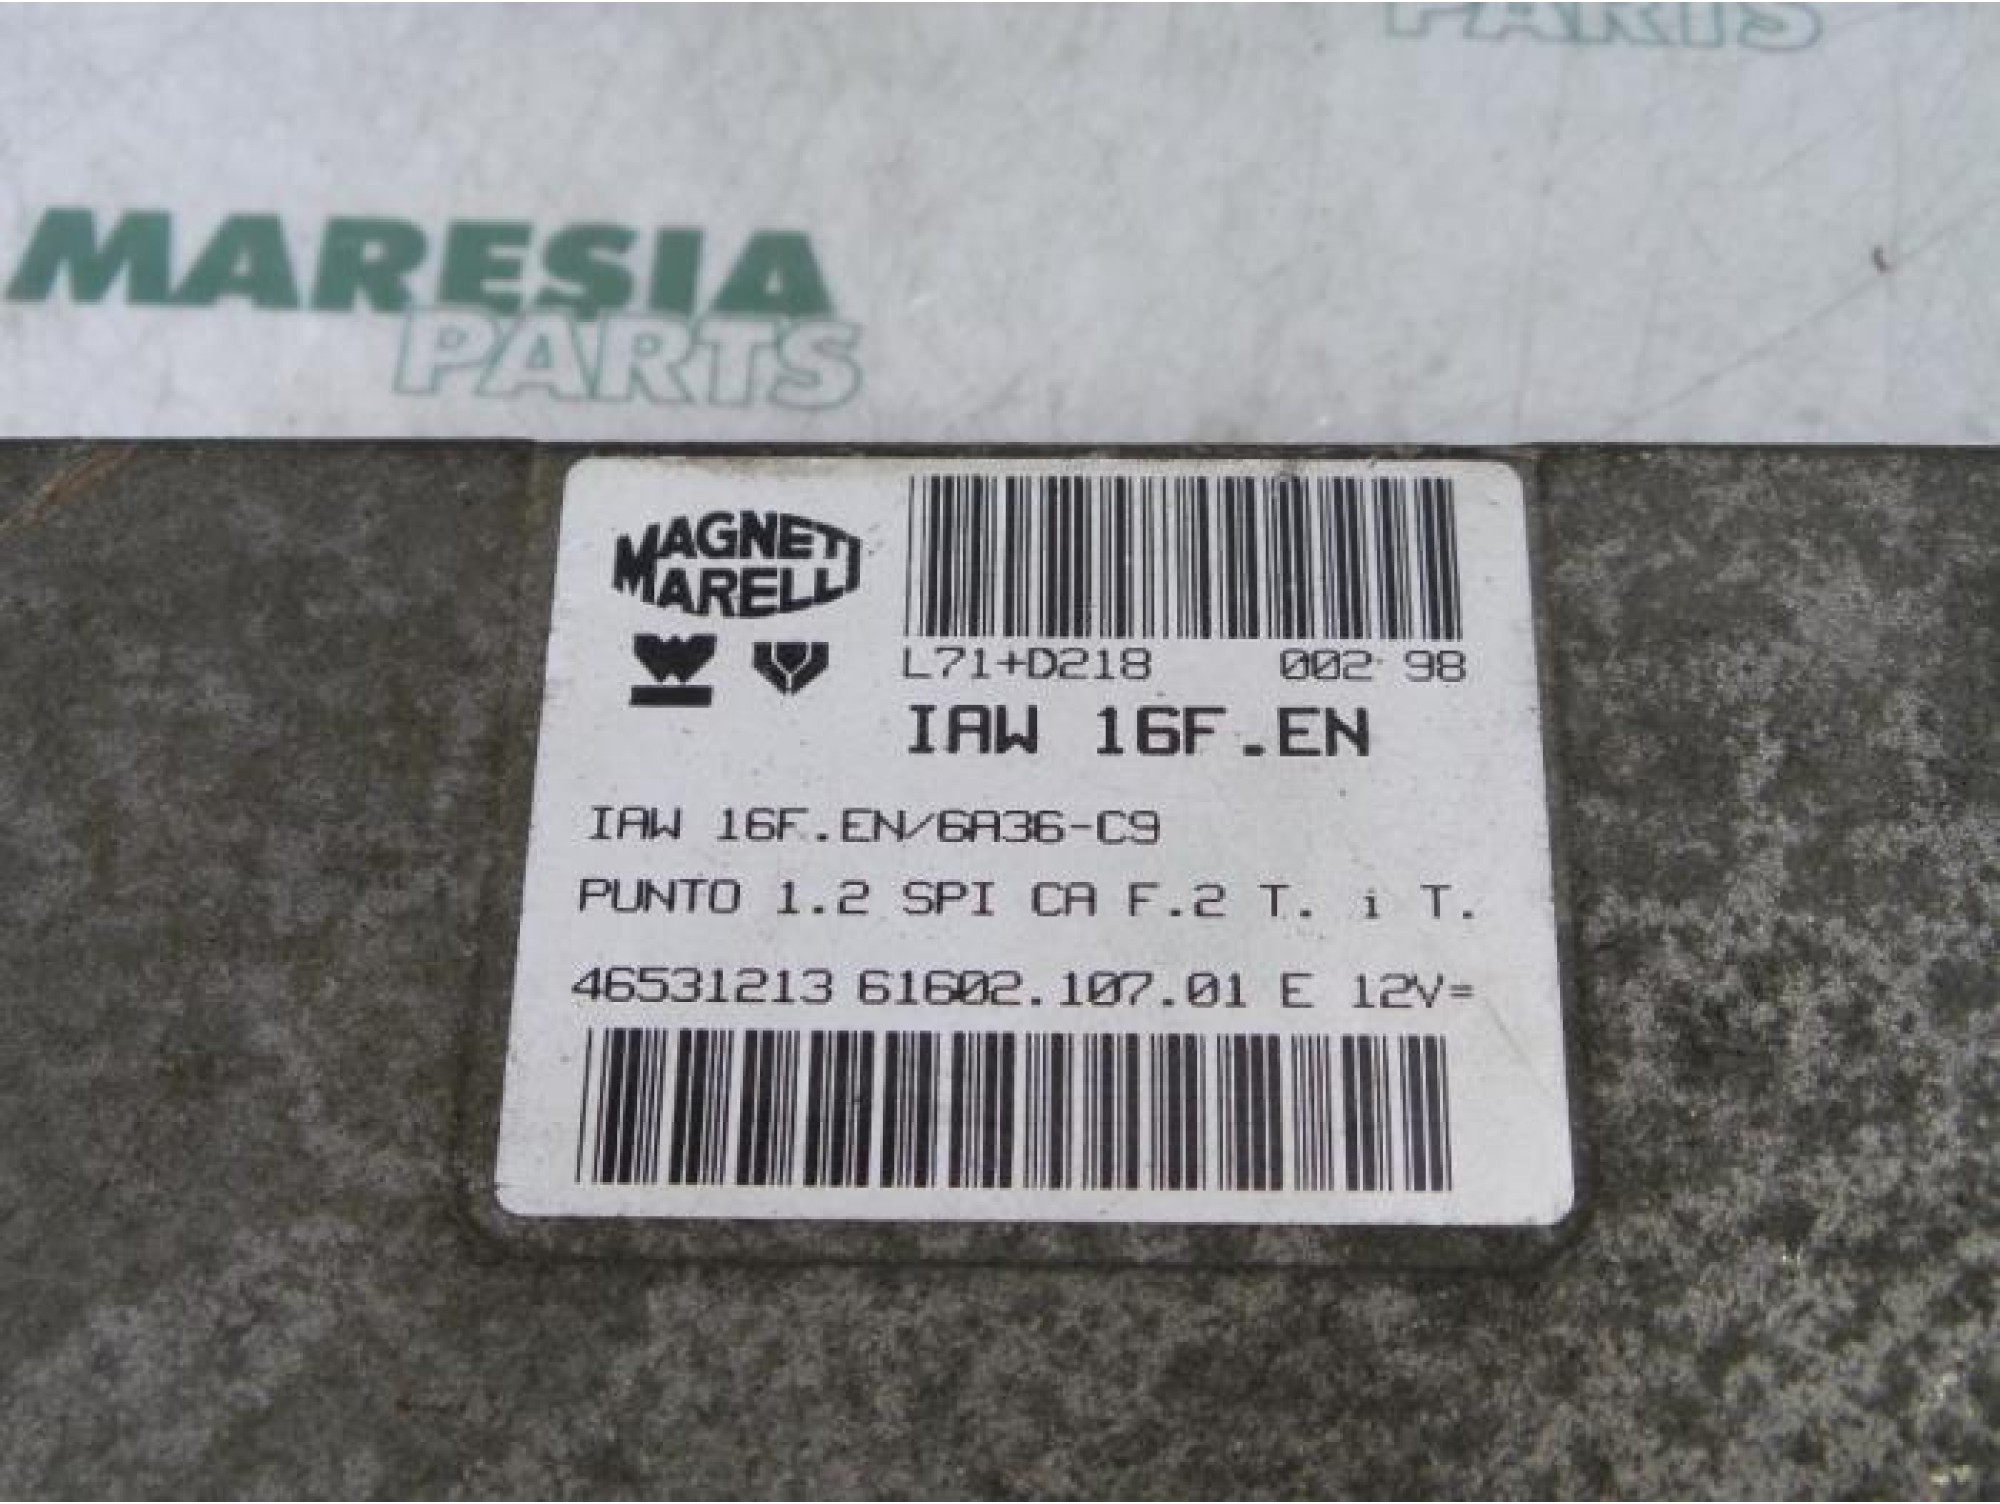 PARTS
MARESIA
PARTS
MAGNETI
MARELLI
L71+D218 002 98
IAW 16F.EN
IAW 16F.EN/6A36-C9
PUNTO 1.2 SPI CA F.2 T. i T.
46531213 61602.107.01 E 12V=